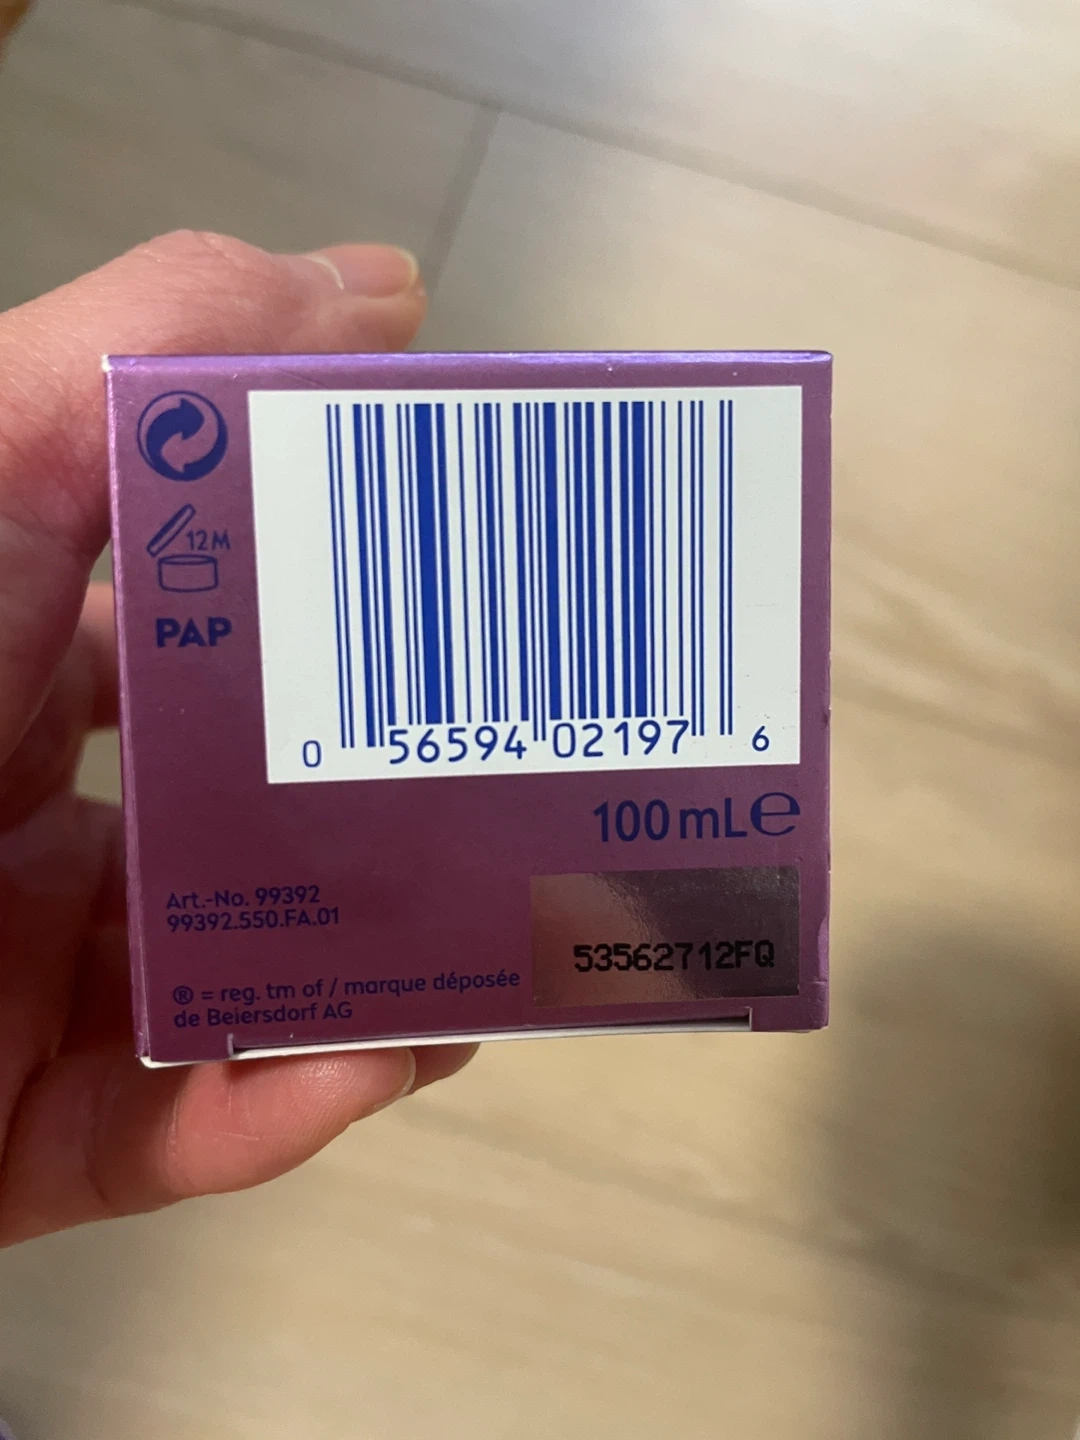 12M
PAP
0 56594 02197 6
100 mL e
Art.-No. 99392
99392.550.FA.01
53562712FQ
® = reg. tm of / marque déposée
de Beiersdorf AG